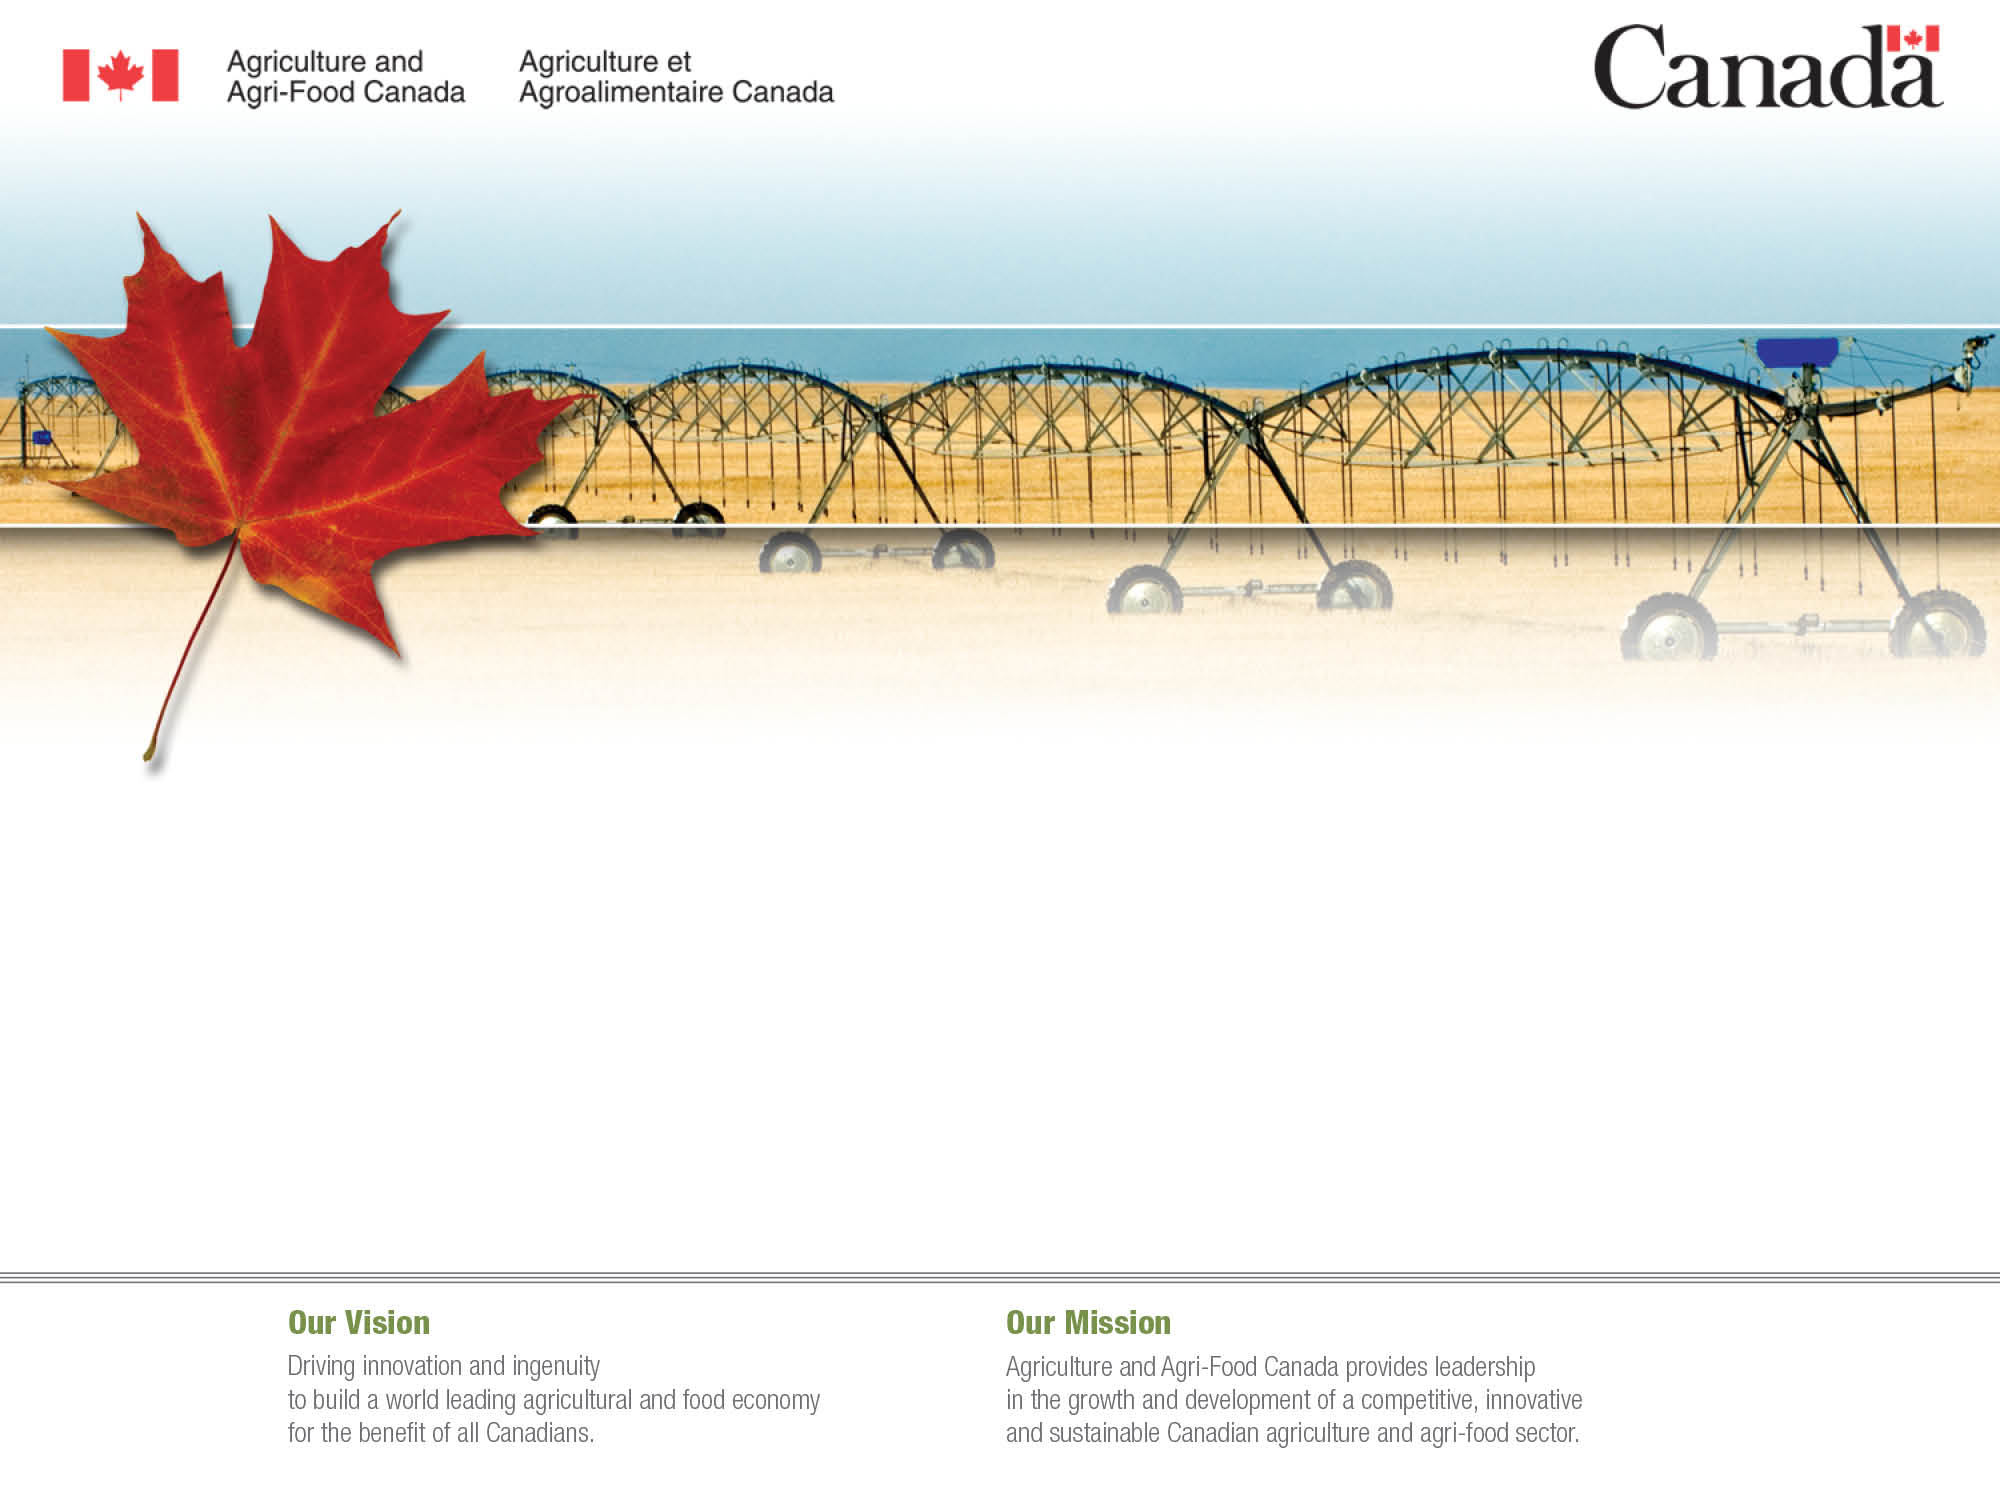 Agriculture and
Agri-Food Canada
Agriculture et
Agroalimentaire Canada
Canada
Our Vision
Driving innovation and ingenuity
to build a world leading agricultural and food economy
for the benefit of all Canadians.
Our Mission
Agriculture and Agri-Food Canada provides leadership
in the growth and development of a competitive, innovative
and sustainable Canadian agriculture and agri-food sector.